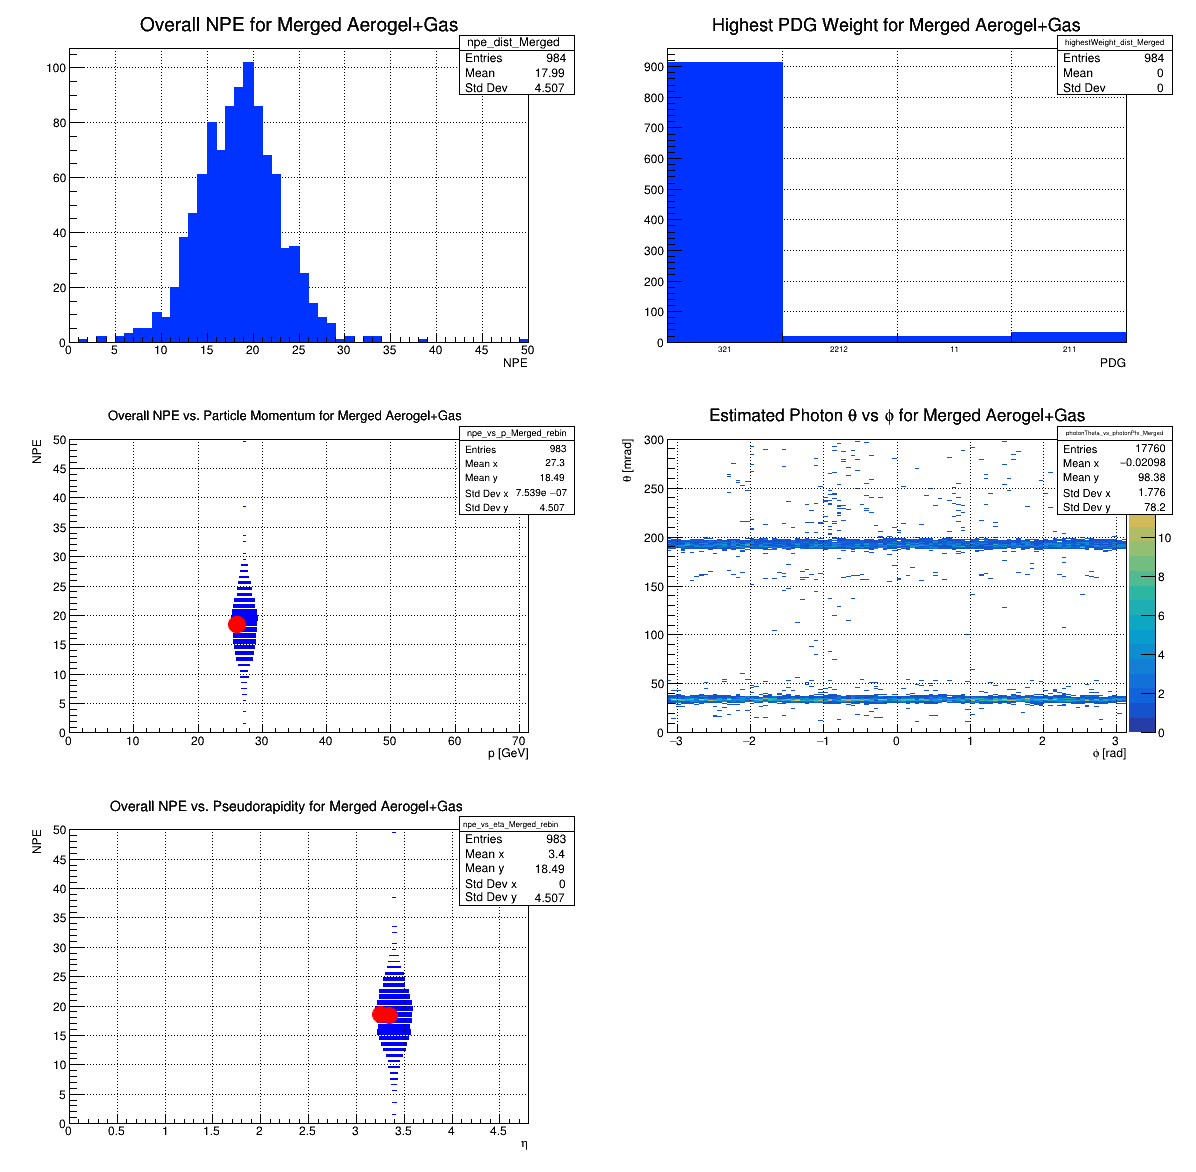 Overall NPE for Merged Aerogel+Gas
npe_dist_Merged
Entries 984
Mean 17.99
Std Dev 4.507
100
80
60
40
20
0
0 5 10 15 20 25 30 35 40 45 50
NPE
Highest PDG Weight for Merged Aerogel+Gas
highestWeight_dist_Merged
Entries 984
Mean 0
Std Dev 0
900
800
700
600
500
400
300
200
100
0
321 2212 11 211
PDG
Overall NPE vs. Particle Momentum for Merged Aerogel+Gas
npe_vs_p_Merged_rebin
Entries 983
Mean x 27.3
Mean y 18.49
Std Dev x 7.539e −07
Std Dev y 4.507
NPE
50
45
40
35
30
25
20
15
10
5
0
0 10 20 30 40 50 60 70
p [GeV]
Estimated Photon θ vs ϕ for Merged Aerogel+Gas
photonTheta_vs_photonPhi_Merged
Entries 17760
Mean x −0.02098
Mean y 98.38
Std Dev x 1.776
Std Dev y 78.2
θ [mrad]
300
250
200
150
100
50
0
−3 −2 −1 0 1 2 3
ϕ [rad]
10
8
6
4
2
0
Overall NPE vs. Pseudorapidity for Merged Aerogel+Gas
npe_vs_eta_Merged_rebin
Entries 983
Mean x 3.4
Mean y 18.49
Std Dev x 0
Std Dev y 4.507
NPE
50
45
40
35
30
25
20
15
10
5
0
0 0.5 1 1.5 2 2.5 3 3.5 4 4.5
η